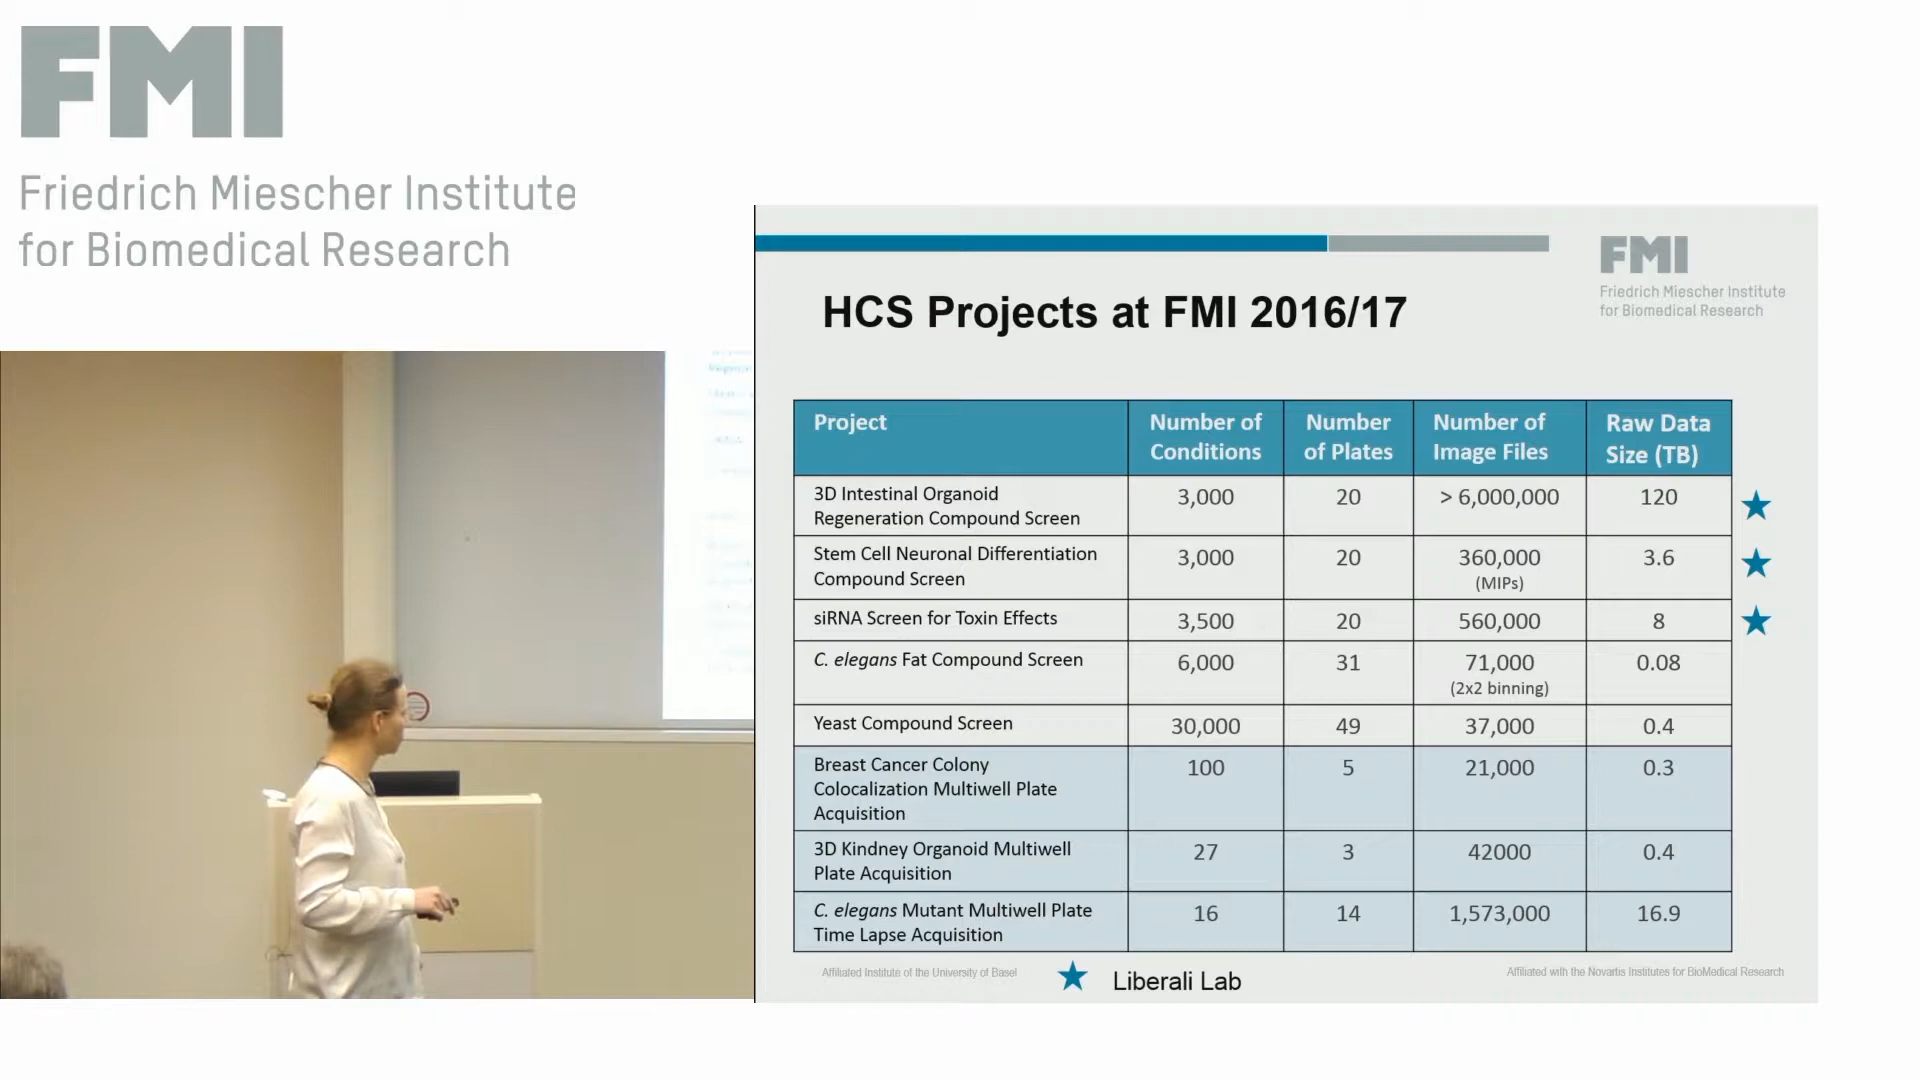 FMI
Friedrich Miescher Institute
for Biomedical Research
FMI
Friedrich Miescher Institute
for Biomedical Research
HCS Projects at FMI 2016/17
Project
Number of
Conditions
Number
of Plates
Number of
Image Files
Raw Data
Size (TB)
3D Intestinal Organoid
Regeneration Compound Screen
3,000
20
> 6,000,000
120
Stem Cell Neuronal Differentiation
Compound Screen
3,000
20
360,000
(MIPs)
3.6
siRNA Screen for Toxin Effects
3,500
20
560,000
8
C. elegans Fat Compound Screen
6,000
31
71,000
(2x2 binning)
0.08
Yeast Compound Screen
30,000
49
37,000
0.4
Breast Cancer Colony
Colocalization Multiwell Plate
Acquisition
100
5
21,000
0.3
3D Kindney Organoid Multiwell
Plate Acquisition
27
3
42000
0.4
C. elegans Mutant Multiwell Plate
Time Lapse Acquisition
16
14
1,573,000
16.9
Affiliated Institute of the University of Basel
Liberali Lab
Affiliated with the Novartis Institutes for BioMedical Research